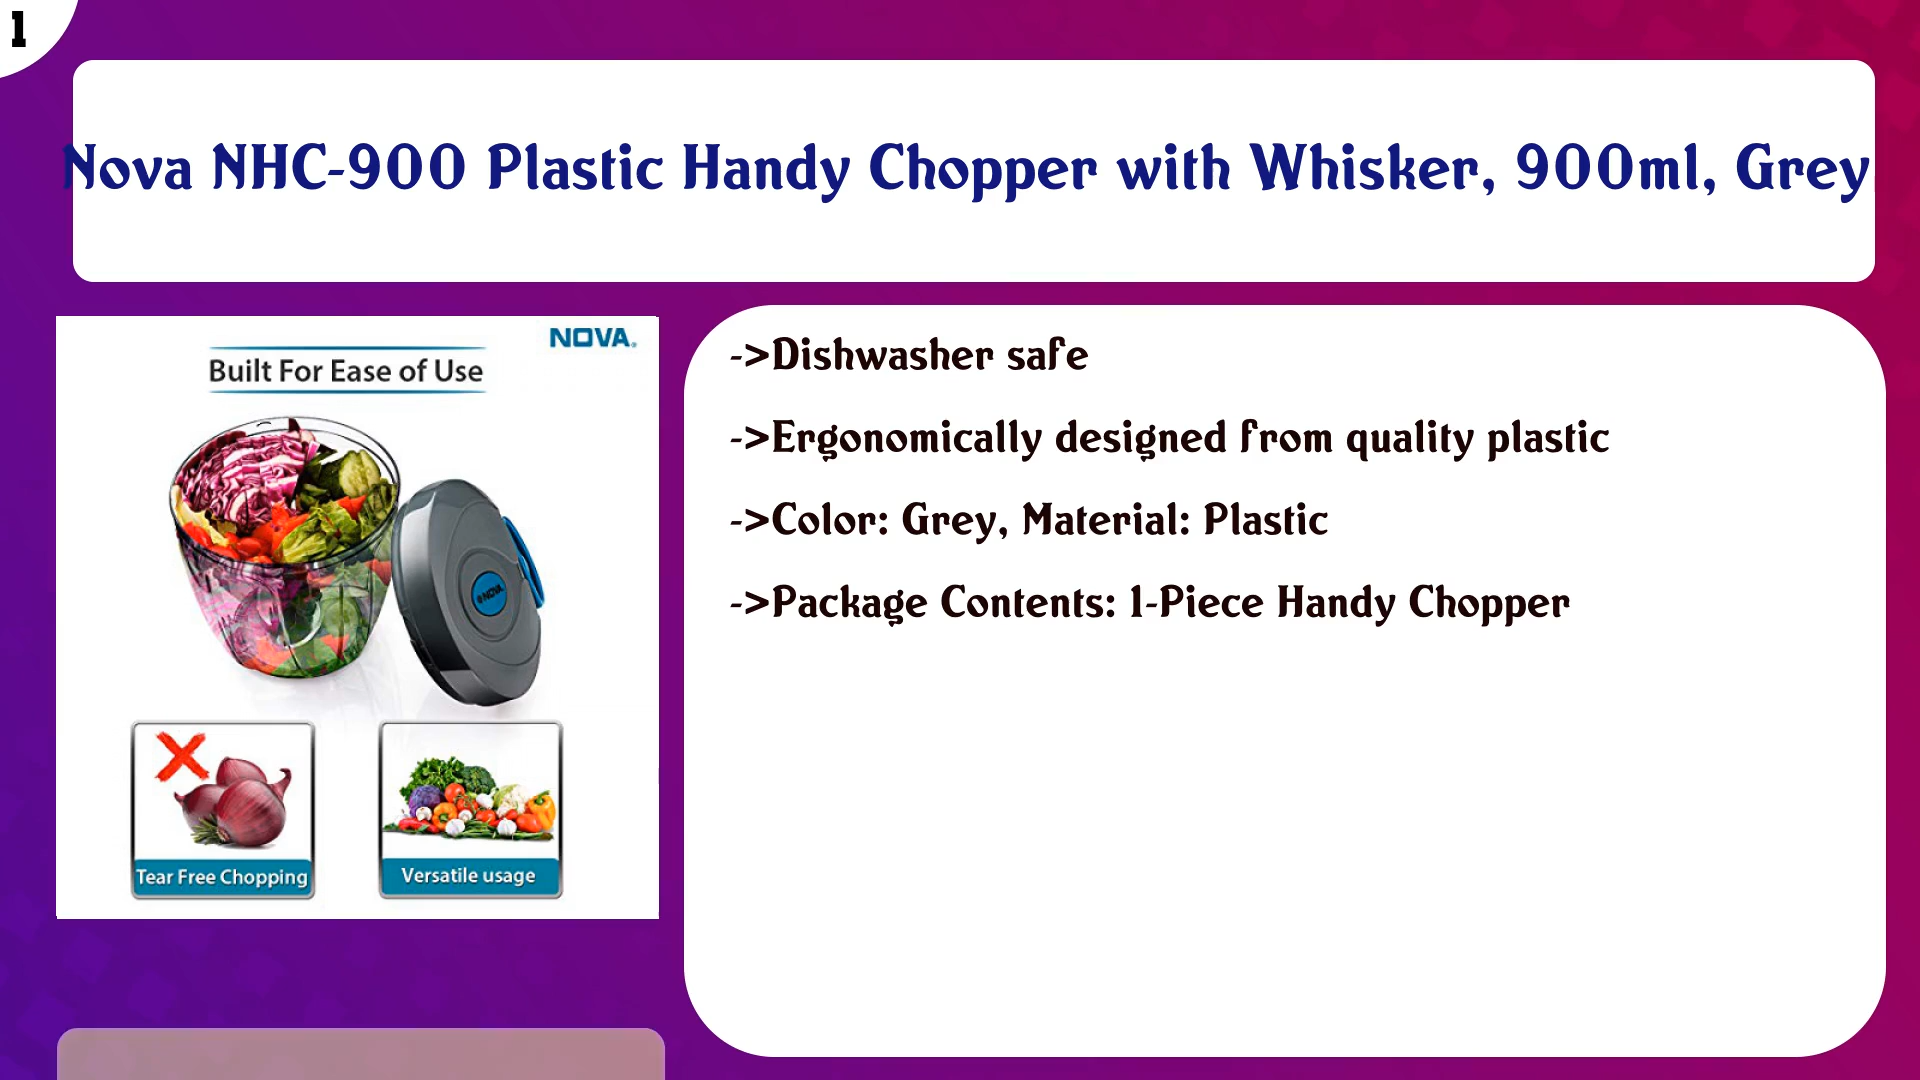 1
Nova NHC-900 Plastic Handy Chopper with Whisker, 900ml, Grey
NOVA
Built For Ease of Use
NOVA
Tear Free Chopping
Versatile usage
->Dishwasher safe
->Ergonomically designed from quality plastic
->Color: Grey, Material: Plastic
->Package Contents: 1-Piece Handy Chopper